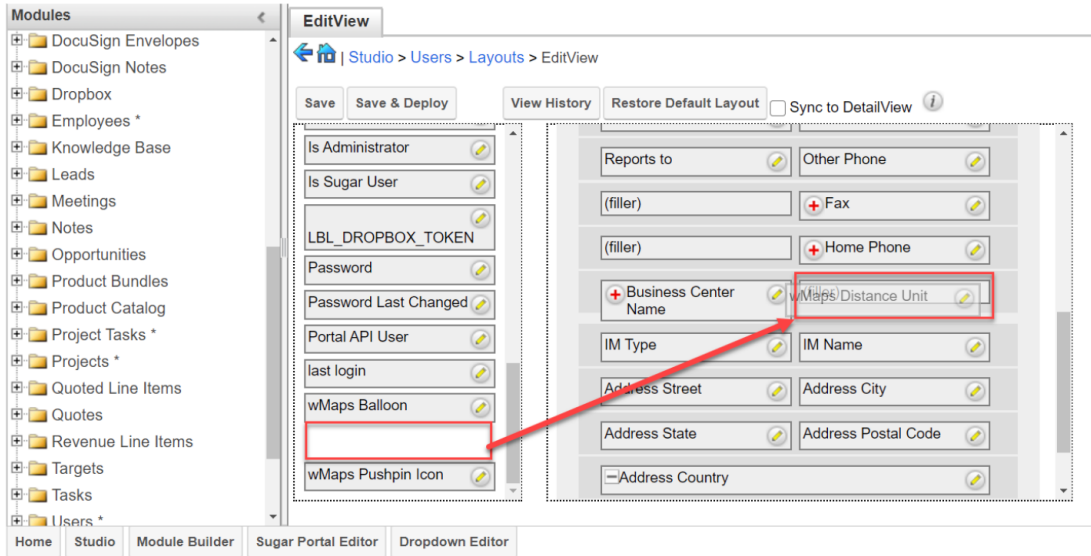 Modules
DocuSign Envelopes
DocuSign Notes
Dropbox
Employees *
Knowledge Base
Leads
Meetings
Notes
Opportunities
Product Bundles
Product Catalog
Project Tasks *
Projects *
Quoted Line Items
Quotes
Revenue Line Items
Targets
Tasks
Users *
EditView
| Studio > Users > Layouts > EditView
Save Save & Deploy View History Restore Default Layout Sync to DetailView i
Is Administrator
Is Sugar User
LBL_DROPBOX_TOKEN
Password
Password Last Changed
Portal API User
last login
wMaps Balloon
wMaps Pushpin Icon
Reports to Other Phone
(filler) Fax
(filler) Home Phone
Business Center
Name
(filler)
wMaps Distance Unit
IM Type IM Name
Address Street Address City
Address State Address Postal Code
Address Country
Home Studio Module Builder Sugar Portal Editor Dropdown Editor